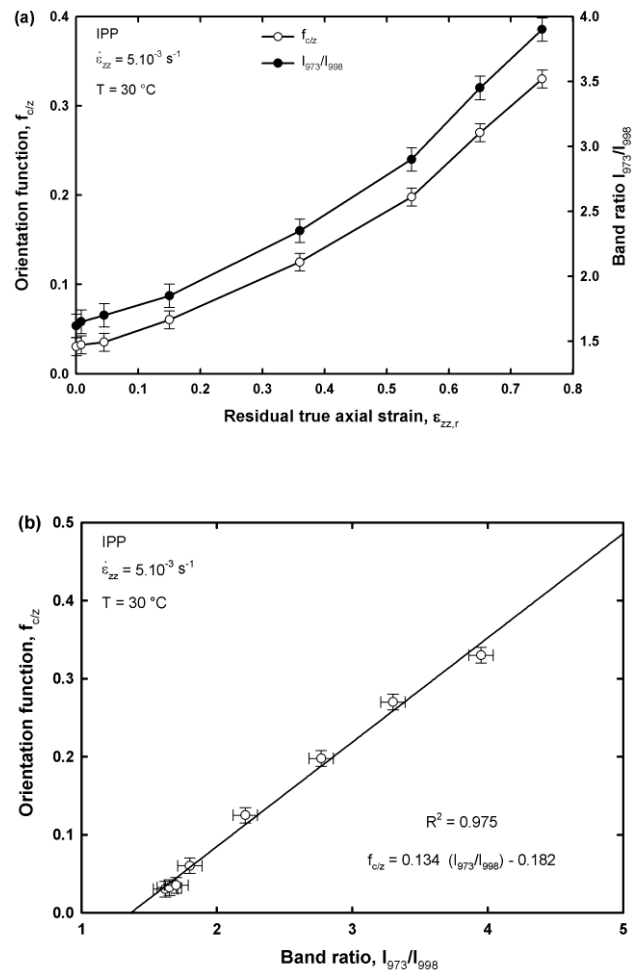 (a)
IPP
ε̇zz = 5.10⁻³ s⁻¹
T = 30 °C
fc/z
I973/I998
Orientation function, fc/z
0.4
0.3
0.2
0.1
0.0
Band ratio I973/I998
4.0
3.5
3.0
2.5
2.0
1.5
0.0 0.1 0.2 0.3 0.4 0.5 0.6 0.7 0.8
Residual true axial strain, εzz,r
(b)
IPP
ε̇zz = 5.10⁻³ s⁻¹
T = 30 °C
Orientation function, fc/z
0.5
0.4
0.3
0.2
0.1
0.0
R² = 0.975
fc/z = 0.134 (I973/I998) - 0.182
1 2 3 4 5
Band ratio, I973/I998